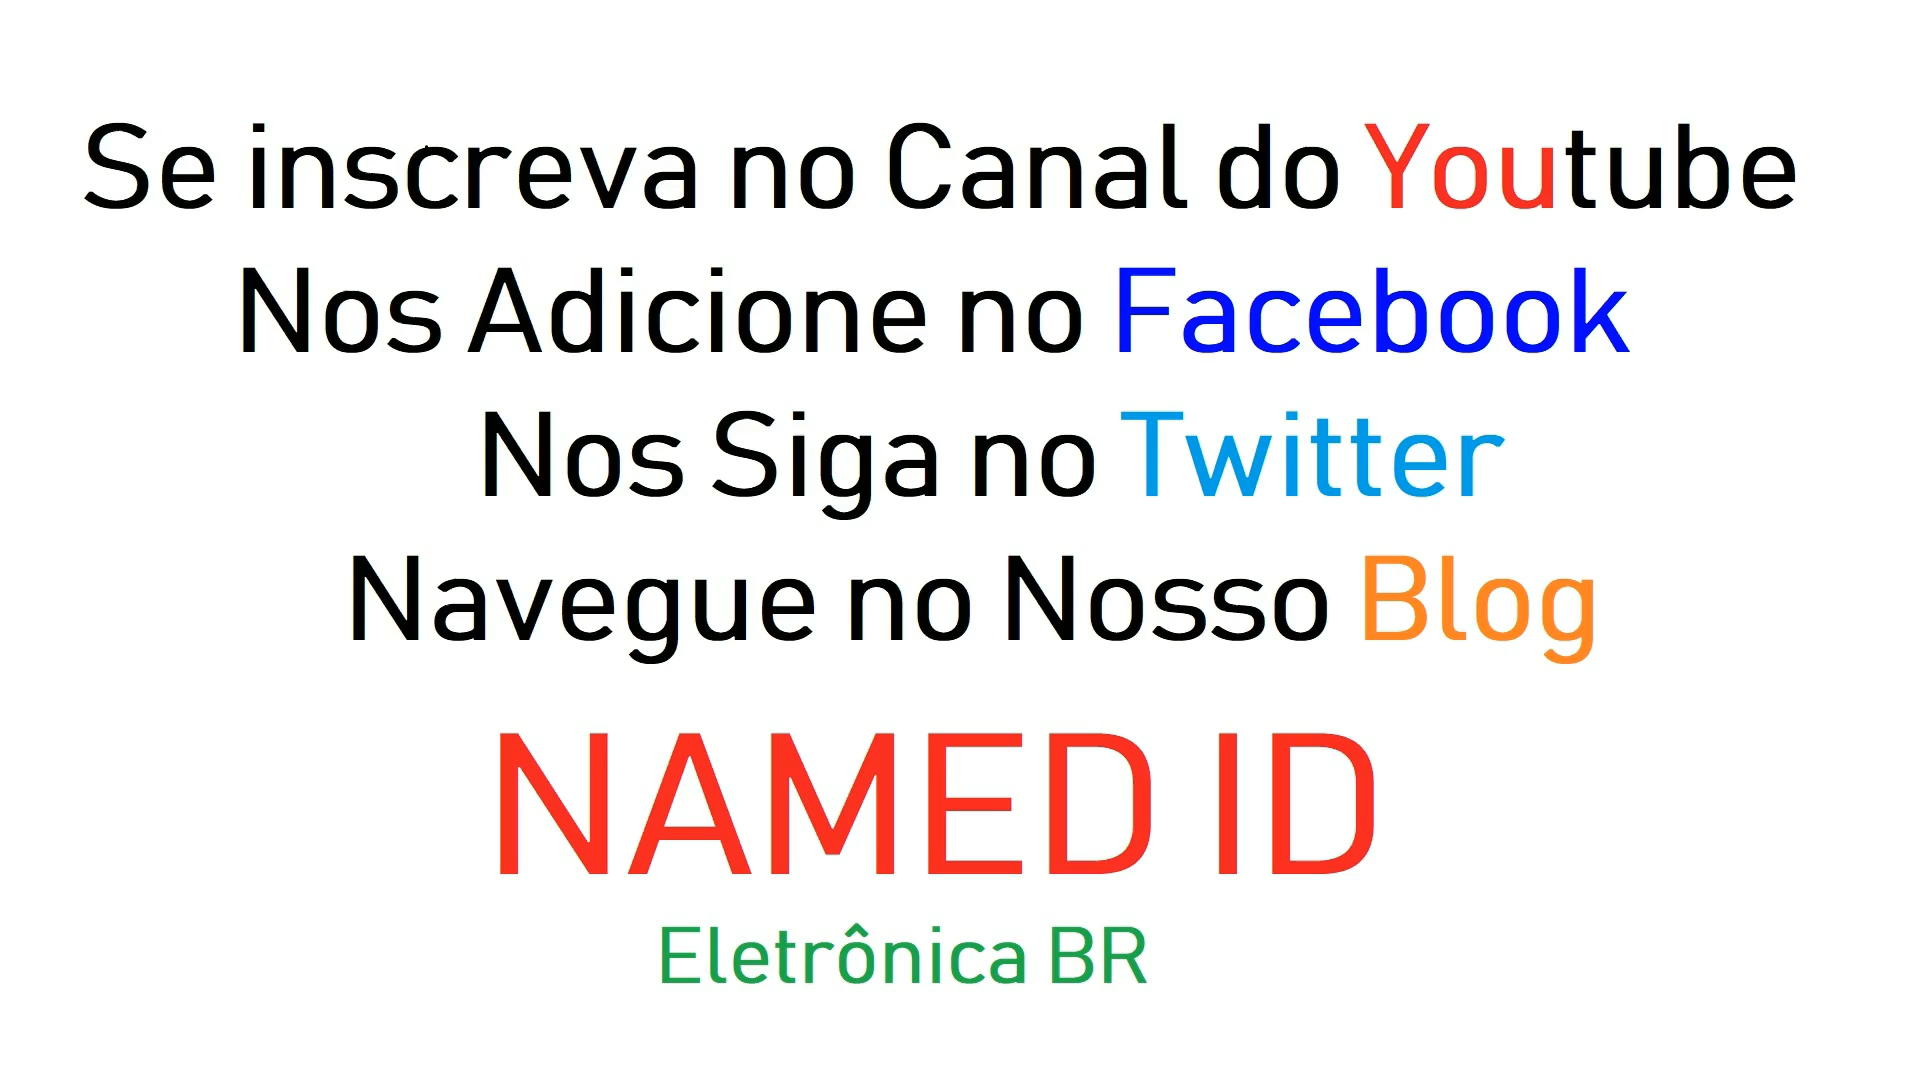 Se inscreva no Canal do Youtube
Nos Adicione no Facebook
Nos Siga no Twitter
Navegue no Nosso Blog
NAMED ID
Eletrônica BR